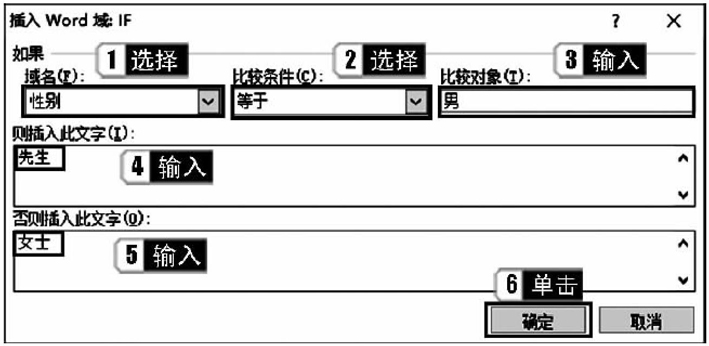 插入 Word 域: IF ? ×
如果 1 选择 2 选择 3 输入
域名(F): 比较条件(C): 比较对象(T):
性别 等于 男
则插入此文字(I):
先生 4 输入
否则插入此文字(O):
女士 5 输入
6 单击
确定 取消